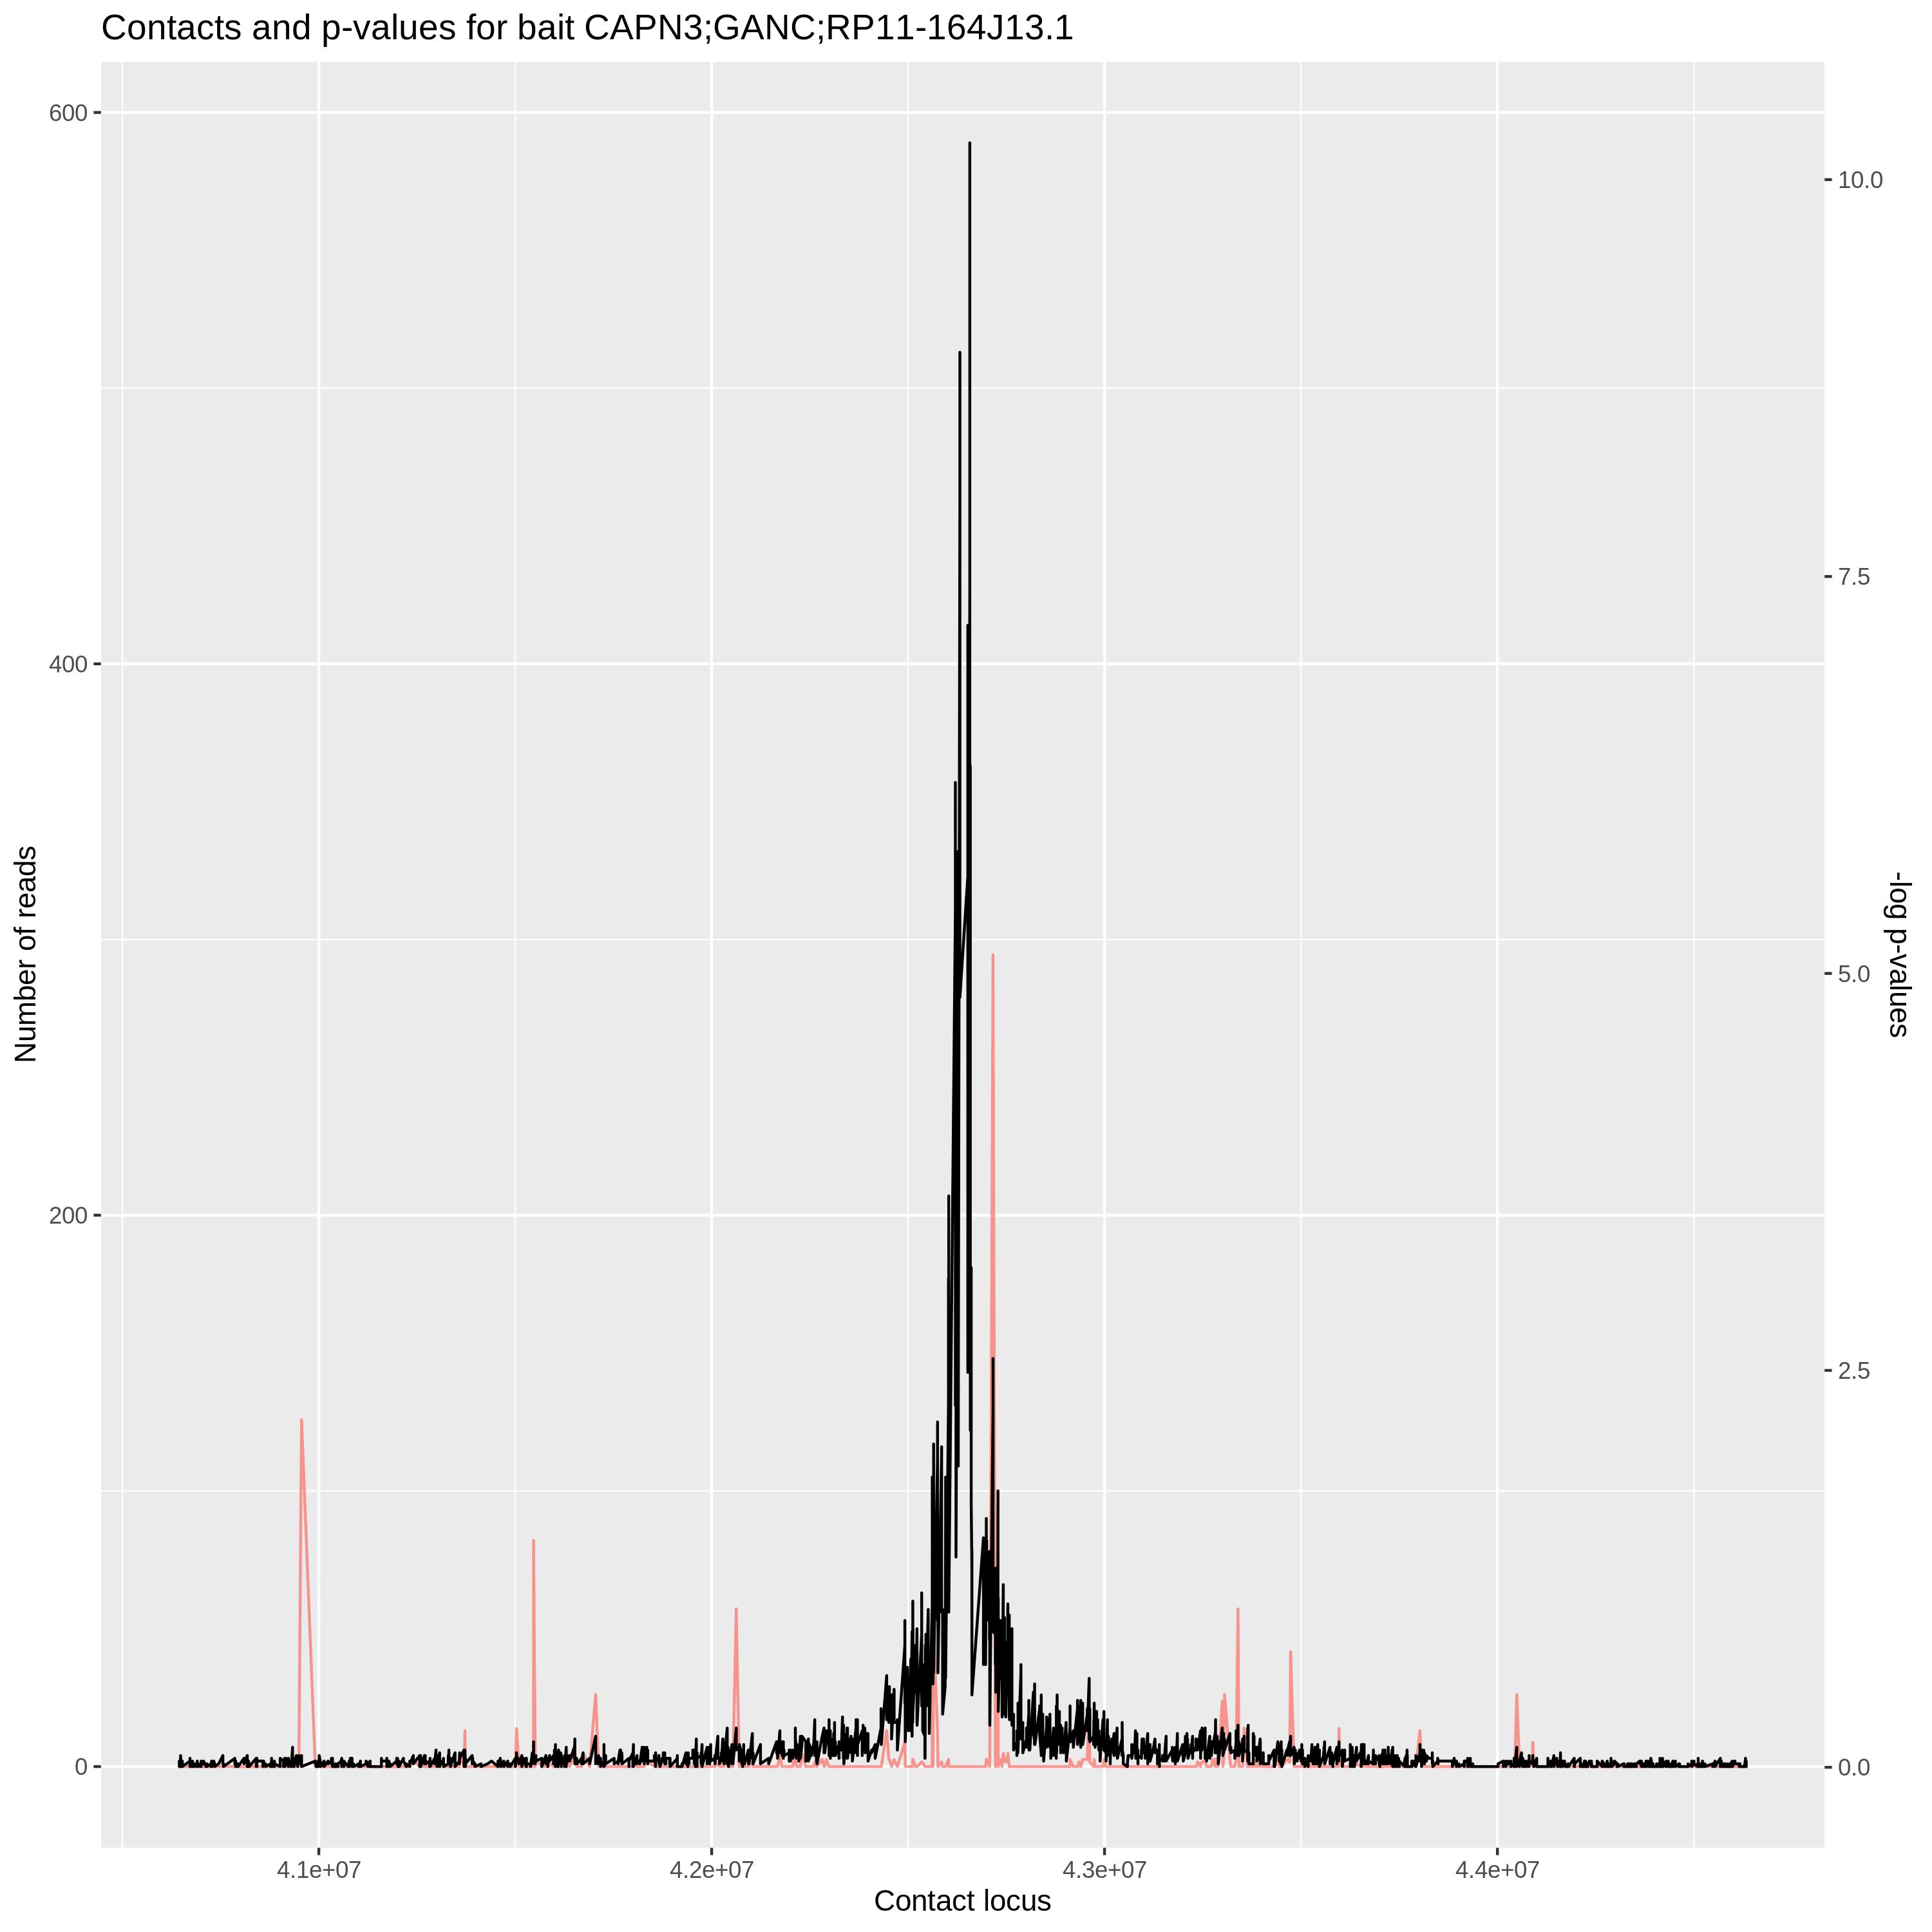 Contacts and p-values for bait CAPN3;GANC;RP11-164J13.1
600
400
200
0
Number of reads
10.0
7.5
5.0
2.5
0.0
-log p-values
4.1e+07
4.2e+07
4.3e+07
4.4e+07
Contact locus